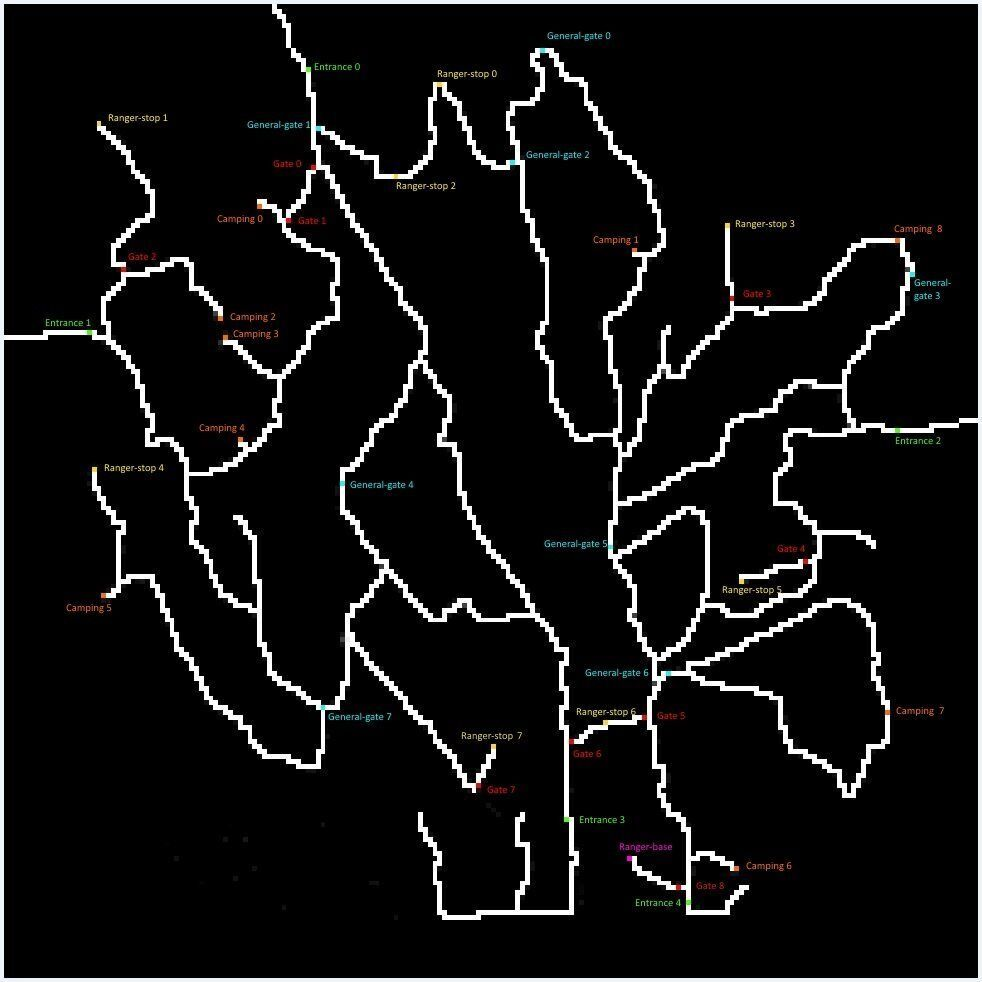 General-gate 0
Entrance 0
Ranger-stop 0
Ranger-stop 1
General-gate 1
General-gate 2
Gate 0
Ranger-stop 2
Camping 0
Gate 1
Ranger-stop 3
Camping 8
Camping 1
Gate 2
General-
gate 3
Gate 3
Camping 2
Entrance 1
Camping 3
Camping 4
Entrance 2
Ranger-stop 4
General-gate 4
General-gate 5
Gate 4
Ranger-stop 5
Camping 5
General-gate 6
Camping 7
Ranger-stop 6
Gate 5
General-gate 7
Ranger-stop 7
Gate 6
Gate 7
Entrance 3
Ranger-base
Camping 6
Gate 8
Entrance 4